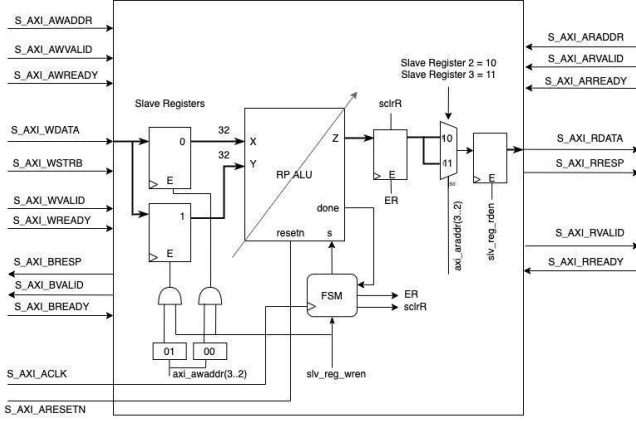 S_AXI_AWADDR
S_AXI_AWVALID
S_AXI_AWREADY
S_AXI_WDATA
S_AXI_WSTRB
S_AXI_WVALID
S_AXI_WREADY
S_AXI_BRESP
S_AXI_BVALID
S_AXI_BREADY
S_AXI_ACLK
S_AXI_ARESETN
Slave Registers
0
E
1
E
01
00
axi_awaddr(3..2)
32
32
X
Y
Z
RP ALU
done
resetn
s
FSM
ER
sclrR
slv_reg_wren
sclrR
E
ER
Slave Register 2 = 10
Slave Register 3 = 11
10
11
axi_araddr(3..2)
E
slv_reg_rden
S_AXI_ARADDR
S_AXI_ARVALID
S_AXI_ARREADY
S_AXI_RDATA
S_AXI_RRESP
S_AXI_RVALID
S_AXI_RREADY